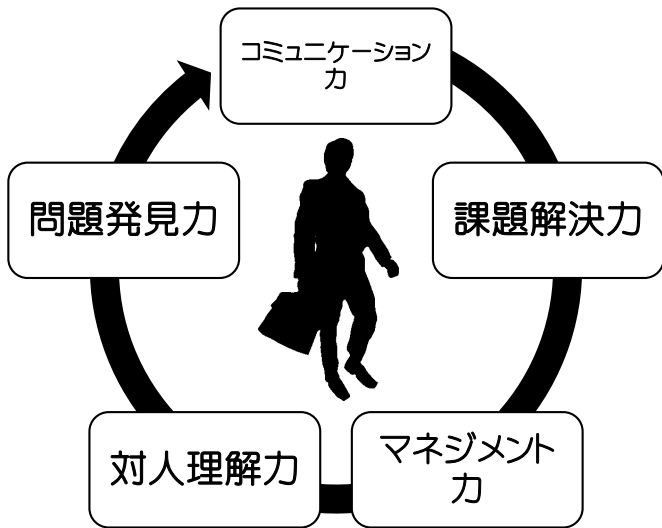 コミュニケーション
力
課題解決力
マネジメント
力
対人理解力
問題発見力